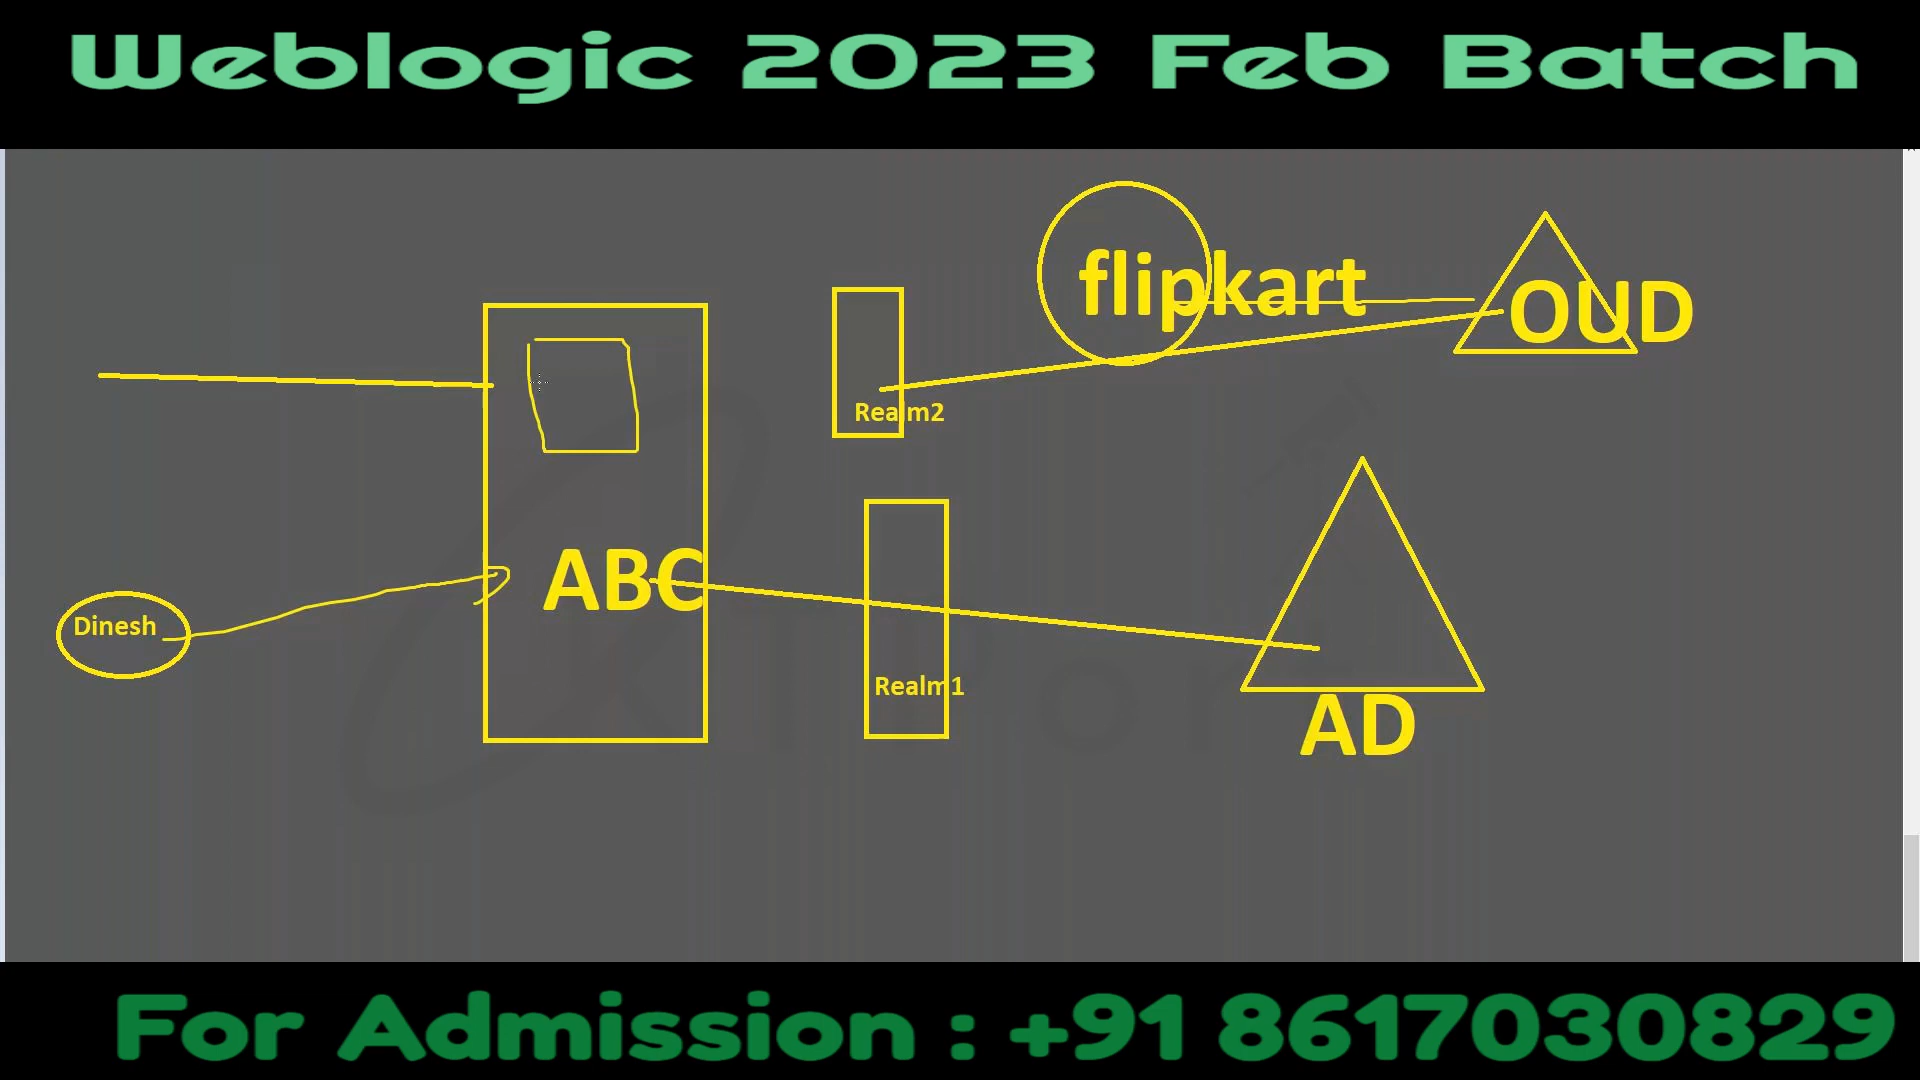 Weblogic 2023 Feb Batch
flipkart
OUD
Realm2
ABC
Dinesh
Realm1
AD
For Admission : +91 8617030829